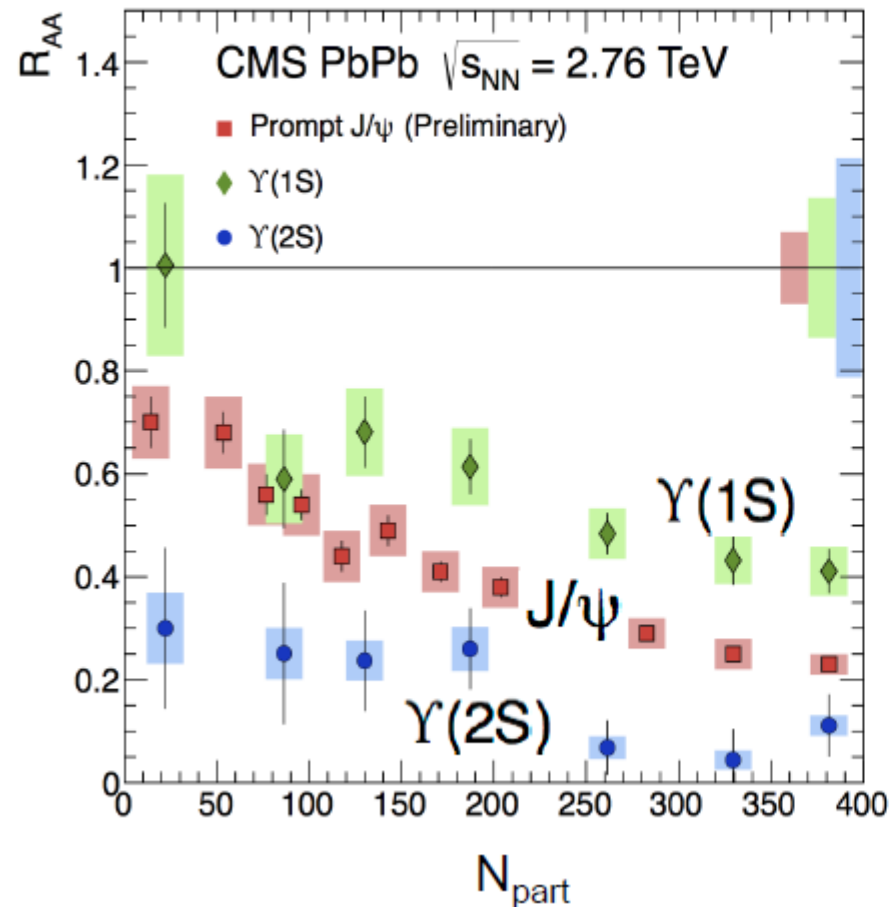 R_AA
CMS PbPb √s_NN = 2.76 TeV
Prompt J/ψ (Preliminary)
ϒ(1S)
ϒ(2S)
1.4
1.2
1
0.8
0.6
0.4
0.2
0
ϒ(1S)
J/ψ
ϒ(2S)
0 50 100 150 200 250 300 350 400
N_part